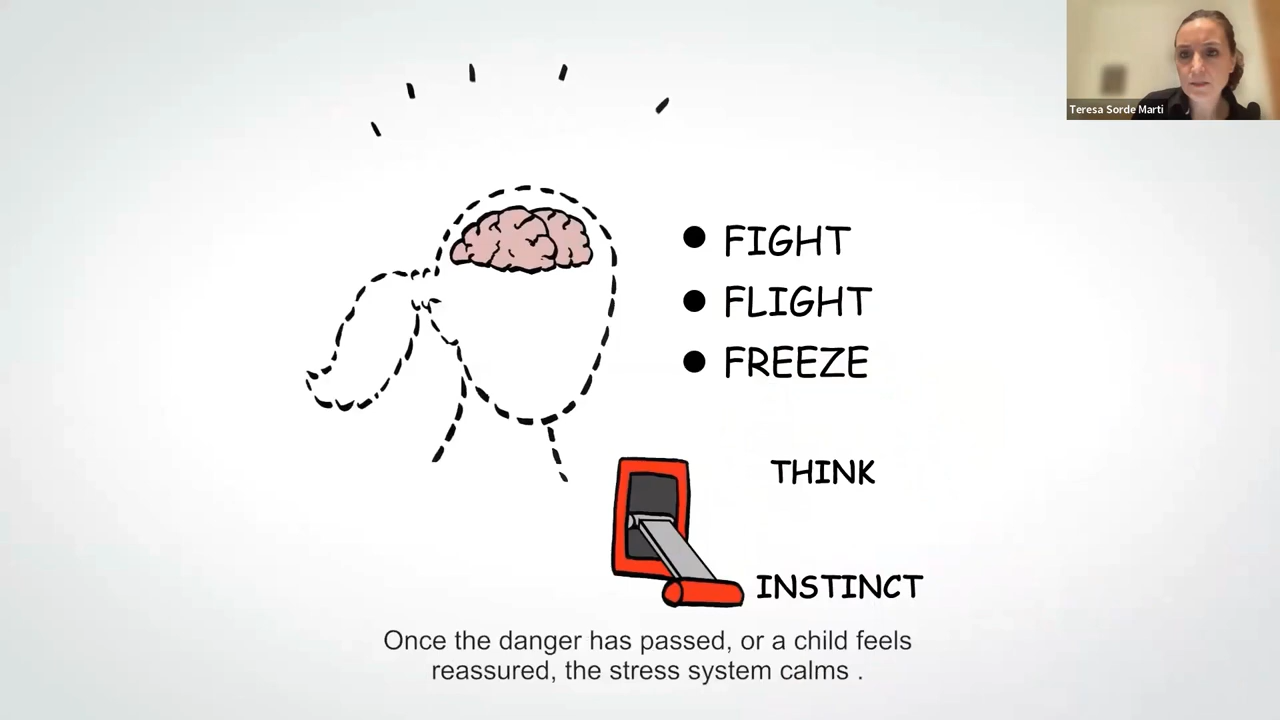 Teresa Sorde Marti
FIGHT
FLIGHT
FREEZE
THINK
INSTINCT
Once the danger has passed, or a child feels
reassured, the stress system calms .